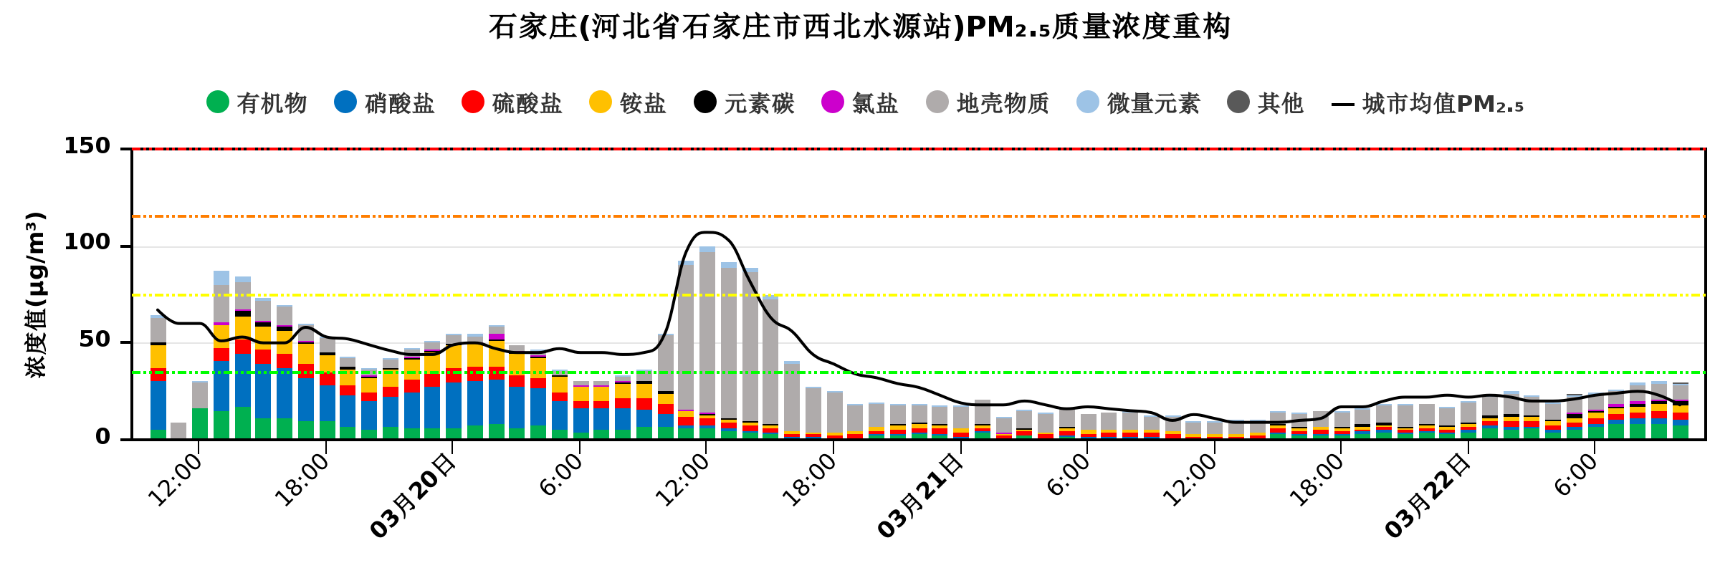 石家庄(河北省石家庄市西北水源站)PM₂.₅质量浓度重构
有机物 硝酸盐 硫酸盐 铵盐 元素碳 氯盐 地壳物质 微量元素 其他 城市均值PM₂.₅
浓度值(μg/m³)
150
100
50
0
12:00 18:00 03月20日 6:00 12:00 18:00 03月21日 6:00 12:00 18:00 03月22日 6:00